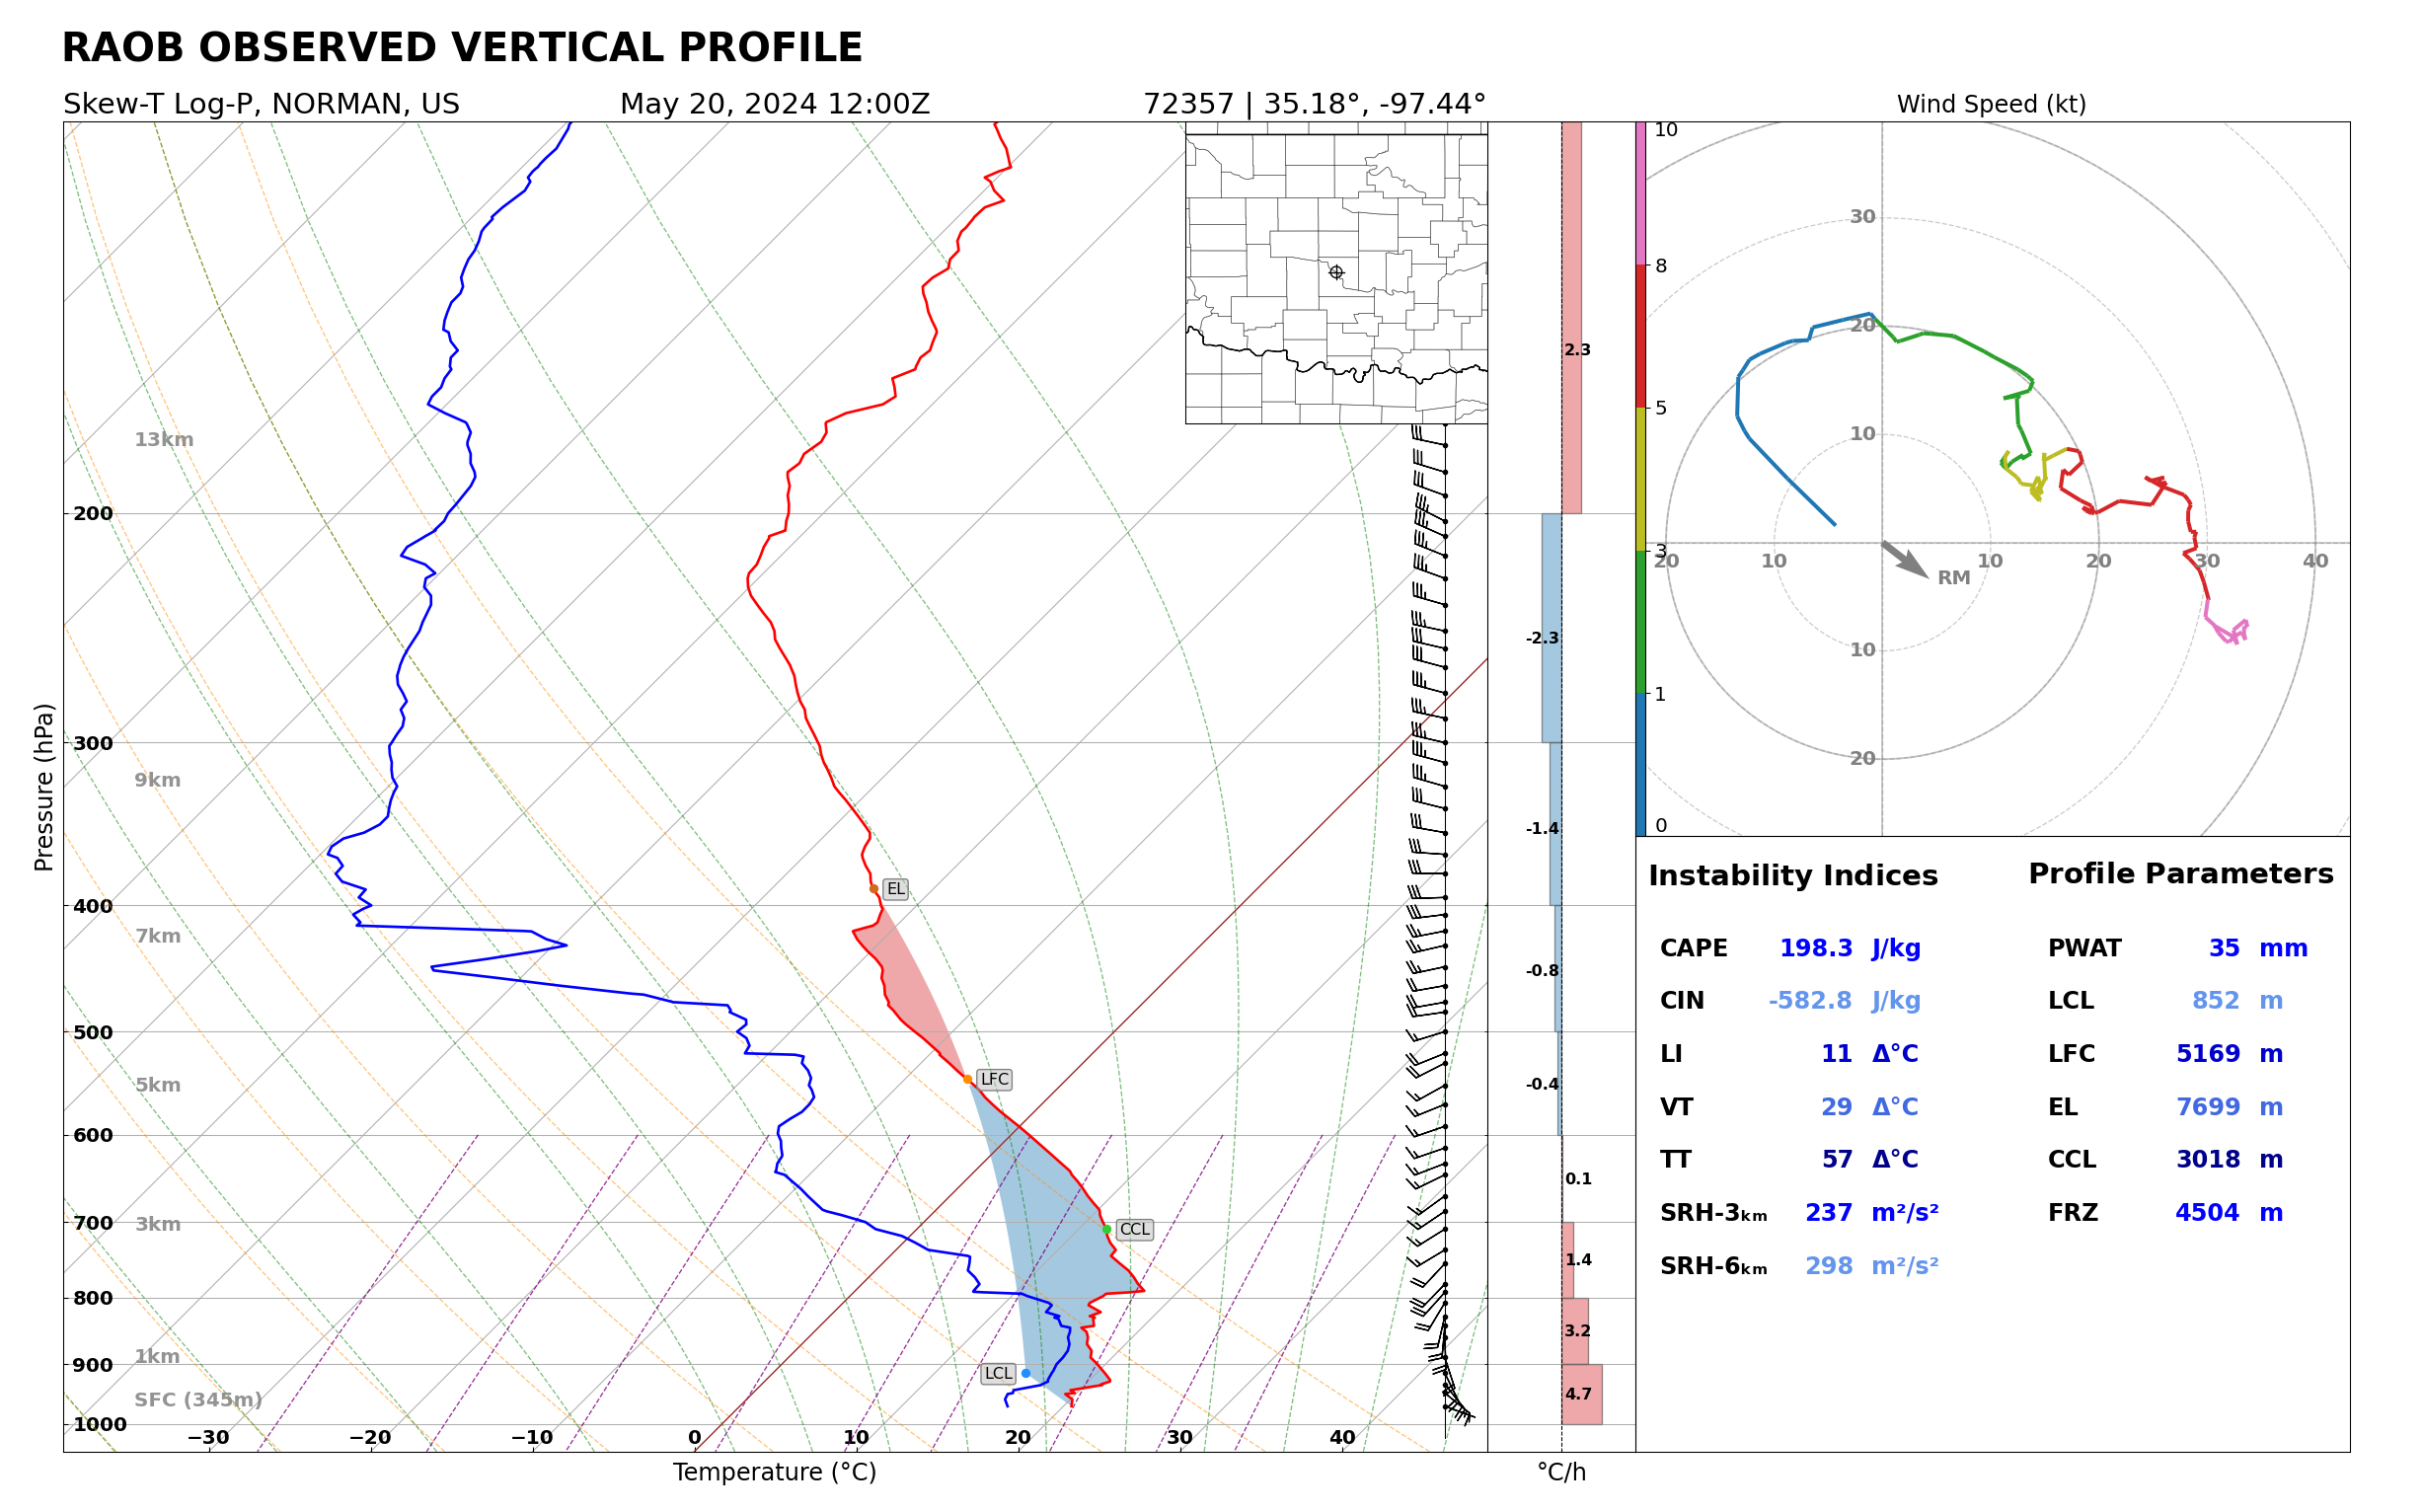 RAOB OBSERVED VERTICAL PROFILE
Skew-T Log-P, NORMAN, US May 20, 2024 12:00Z 72357 | 35.18°, -97.44°
Wind Speed (kt)
Pressure (hPa)
200
300
400
500
600
700
800
900
1000
13km
9km
7km
5km
3km
1km
SFC (345m)
EL
LFC
CCL
LCL
−30 −20 −10 0 10 20 30 40
Temperature (°C)
2.3
-2.3
-1.4
-0.8
-0.4
0.1
1.4
3.2
4.7
°C/h
10
8
5
3
1
0
30
20
10
20 10 10 20 30 40
RM
10
20
Instability Indices
CAPE 198.3 J/kg
CIN -582.8 J/kg
LI 11 Δ°C
VT 29 Δ°C
TT 57 Δ°C
SRH-3ₖₘ 237 m²/s²
SRH-6ₖₘ 298 m²/s²
Profile Parameters
PWAT 35 mm
LCL 852 m
LFC 5169 m
EL 7699 m
CCL 3018 m
FRZ 4504 m